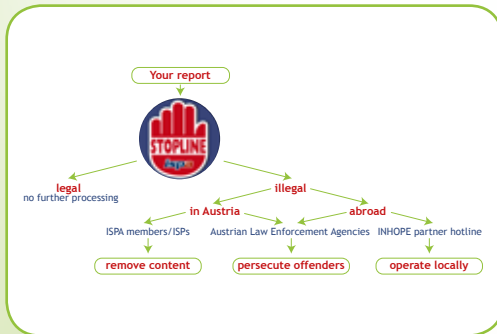 Your report
STOPLINE
legal
no further processing
illegal
in Austria
abroad
ISPA members/ISPs
Austrian Law Enforcement Agencies
INHOPE partner hotline
remove content
persecute offenders
operate locally